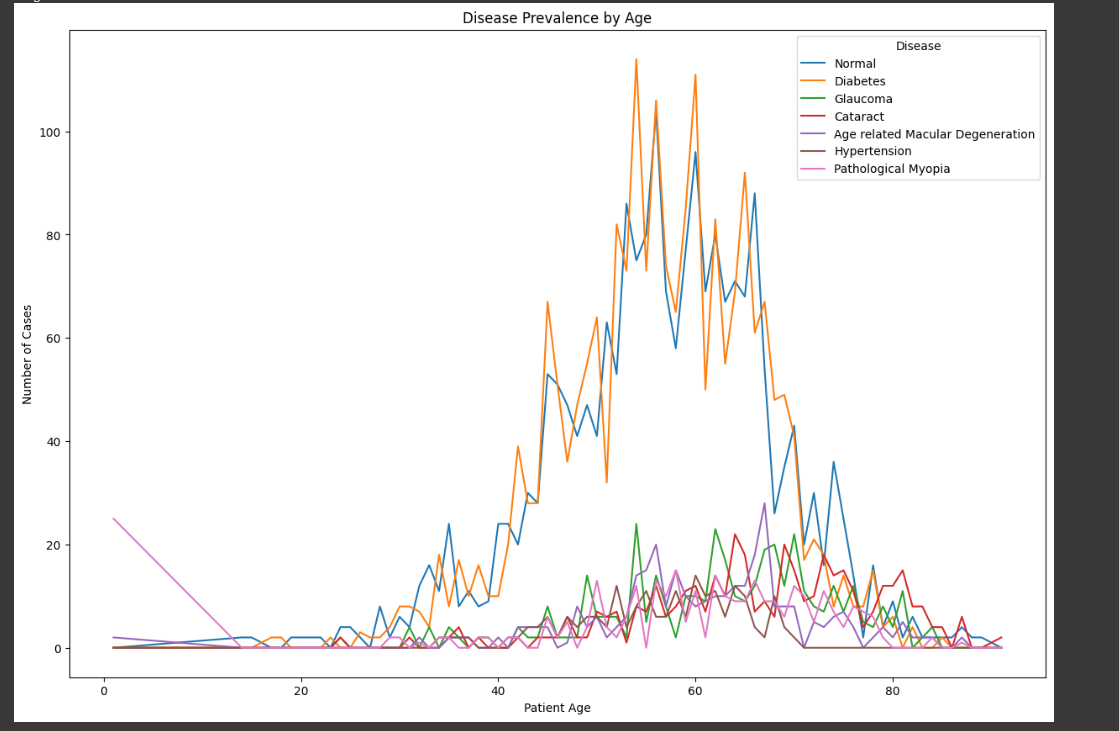 Disease Prevalence by Age
Disease
Normal
Diabetes
Glaucoma
Cataract
Age related Macular Degeneration
Hypertension
Pathological Myopia
Number of Cases
100
80
60
40
20
0
0 20 40 60 80
Patient Age